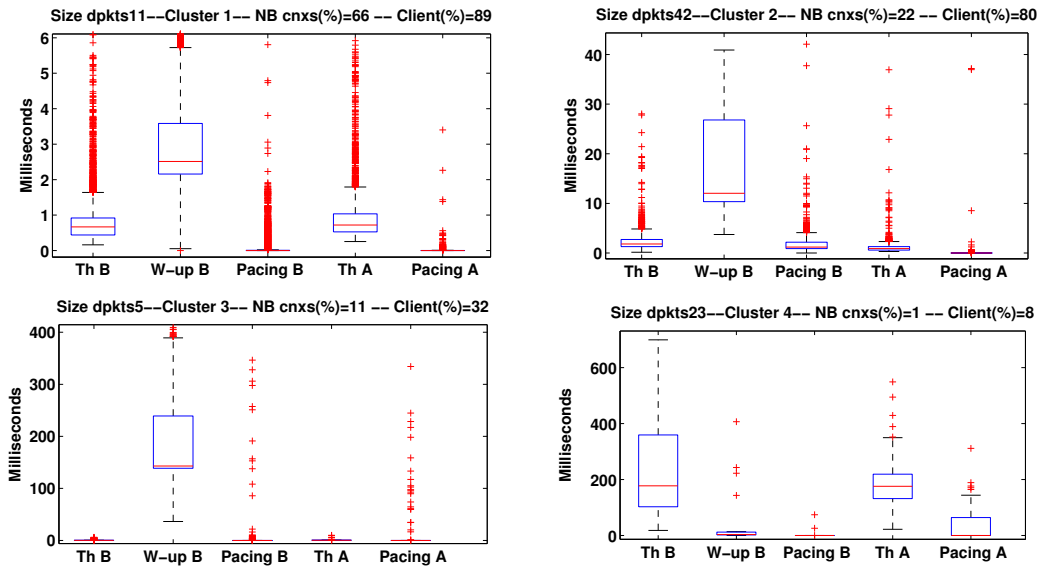 Size dpkts11--Cluster 1-- NB cnxs(%)=66 -- Client(%)=89
6
5
4
3
2
1
0
Milliseconds
Th B W-up B Pacing B Th A Pacing A
Size dpkts42--Cluster 2-- NB cnxs(%)=22 -- Client(%)=80
40
30
20
10
0
Milliseconds
Th B W-up B Pacing B Th A Pacing A
Size dpkts5--Cluster 3-- NB cnxs(%)=11 -- Client(%)=32
400
300
200
100
0
Milliseconds
Th B W-up B Pacing B Th A Pacing A
Size dpkts23--Cluster 4-- NB cnxs(%)=1 -- Client(%)=8
600
400
200
0
Milliseconds
Th B W-up B Pacing B Th A Pacing A